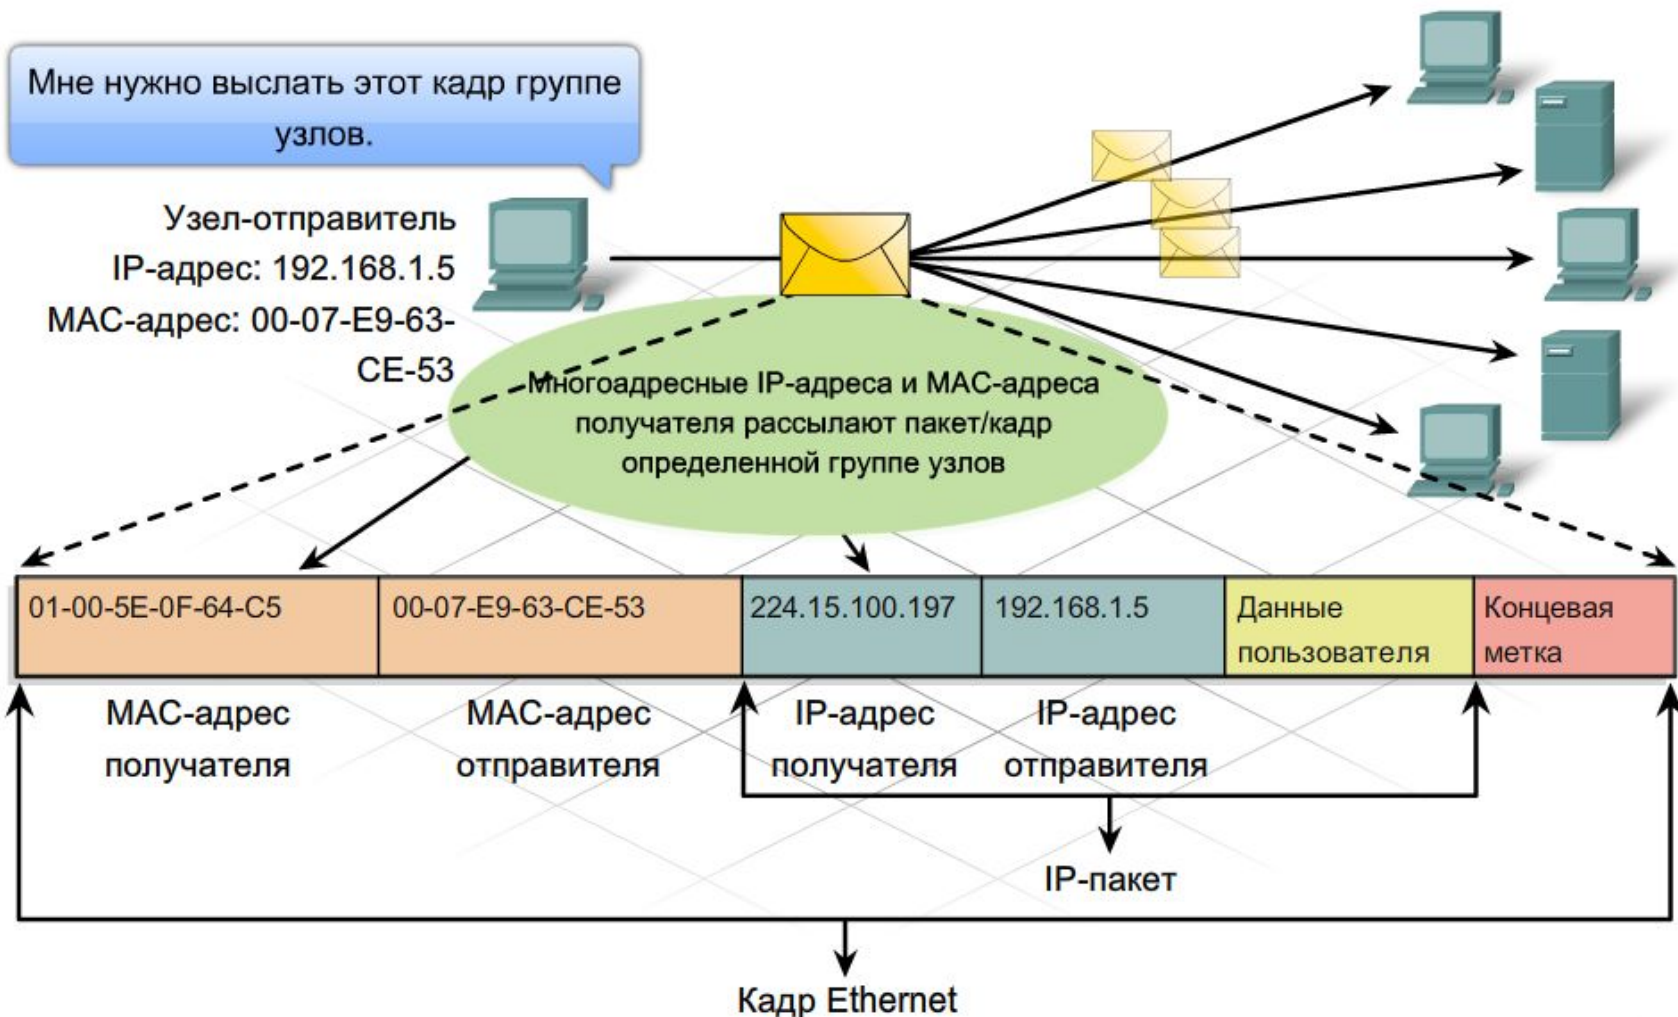 Мне нужно выслать этот кадр группе
узлов.
Узел-отправитель
IP-адрес: 192.168.1.5
MAC-адрес: 00-07-E9-63-
CE-53
Многоадресные IP-адреса и MAC-адреса
получателя рассылают пакет/кадр
определенной группе узлов
01-00-5E-0F-64-C5
00-07-E9-63-CE-53
224.15.100.197
192.168.1.5
Данные
пользователя
Концевая
метка
MAC-адрес
получателя
MAC-адрес
отправителя
IP-адрес
получателя
IP-адрес
отправителя
IP-пакет
Кадр Ethernet